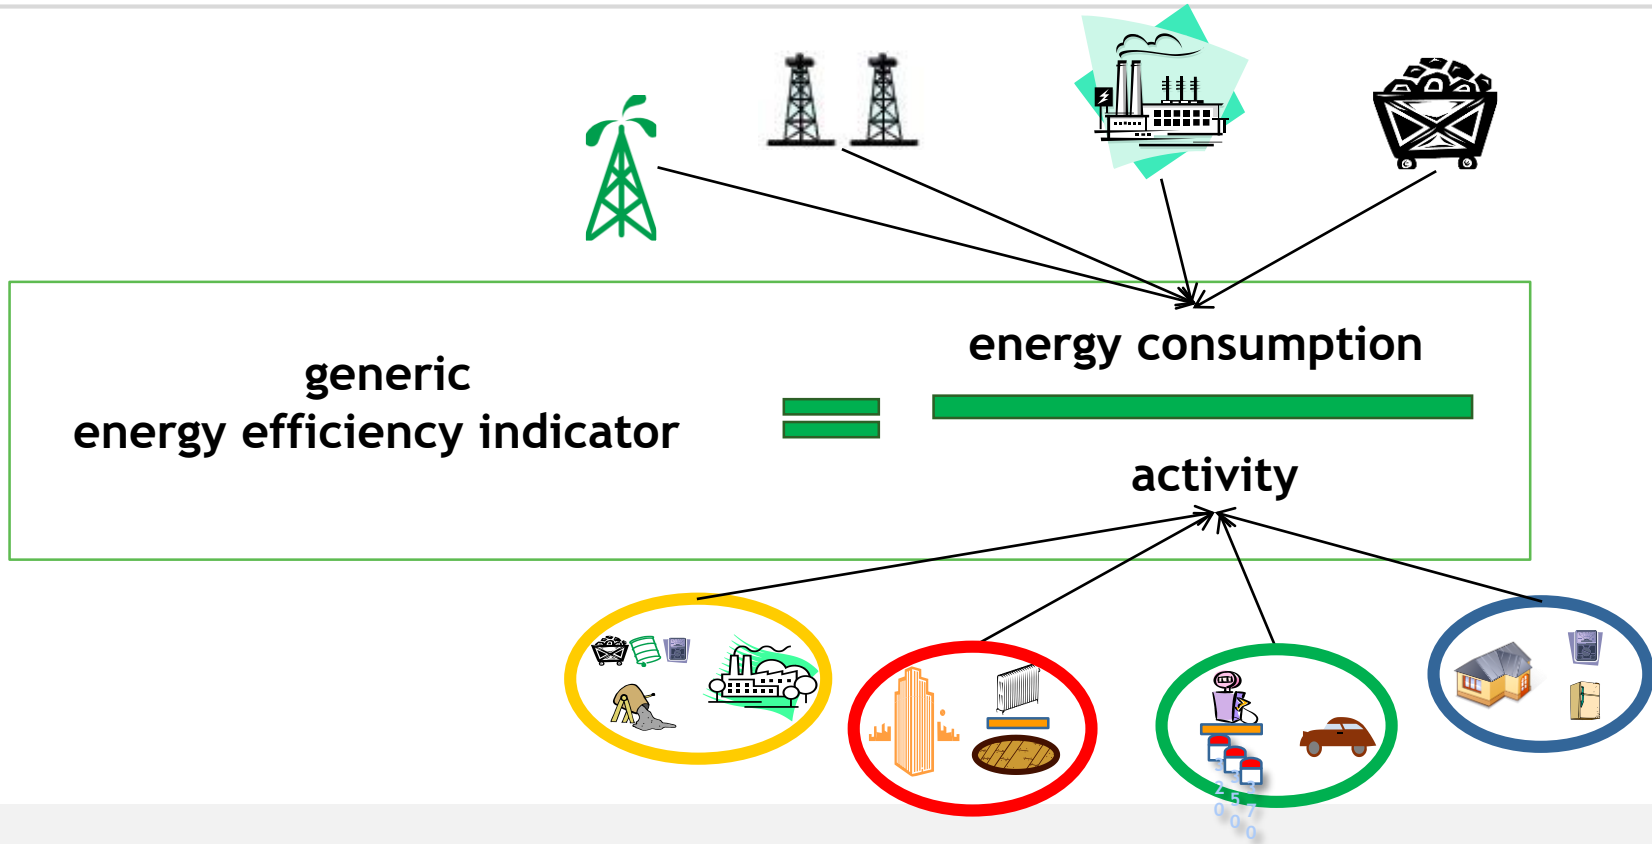 energy consumption
generic
energy efficiency indicator
activity